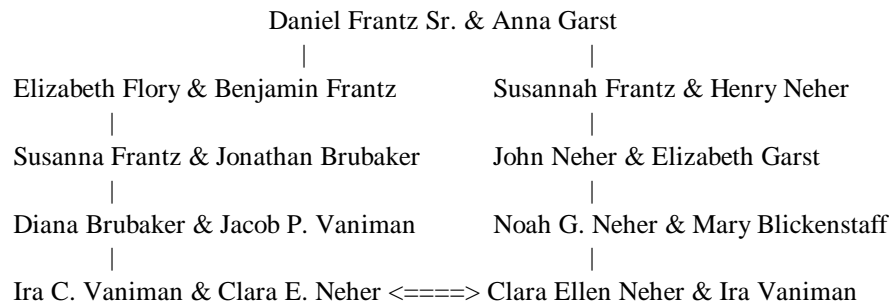 Daniel Frantz Sr. & Anna Garst
| |
Elizabeth Flory & Benjamin Frantz Susannah Frantz & Henry Neher
| |
Susanna Frantz & Jonathan Brubaker John Neher & Elizabeth Garst
| |
Diana Brubaker & Jacob P. Vaniman Noah G. Neher & Mary Blickenstaff
| |
Ira C. Vaniman & Clara E. Neher <====> Clara Ellen Neher & Ira Vaniman